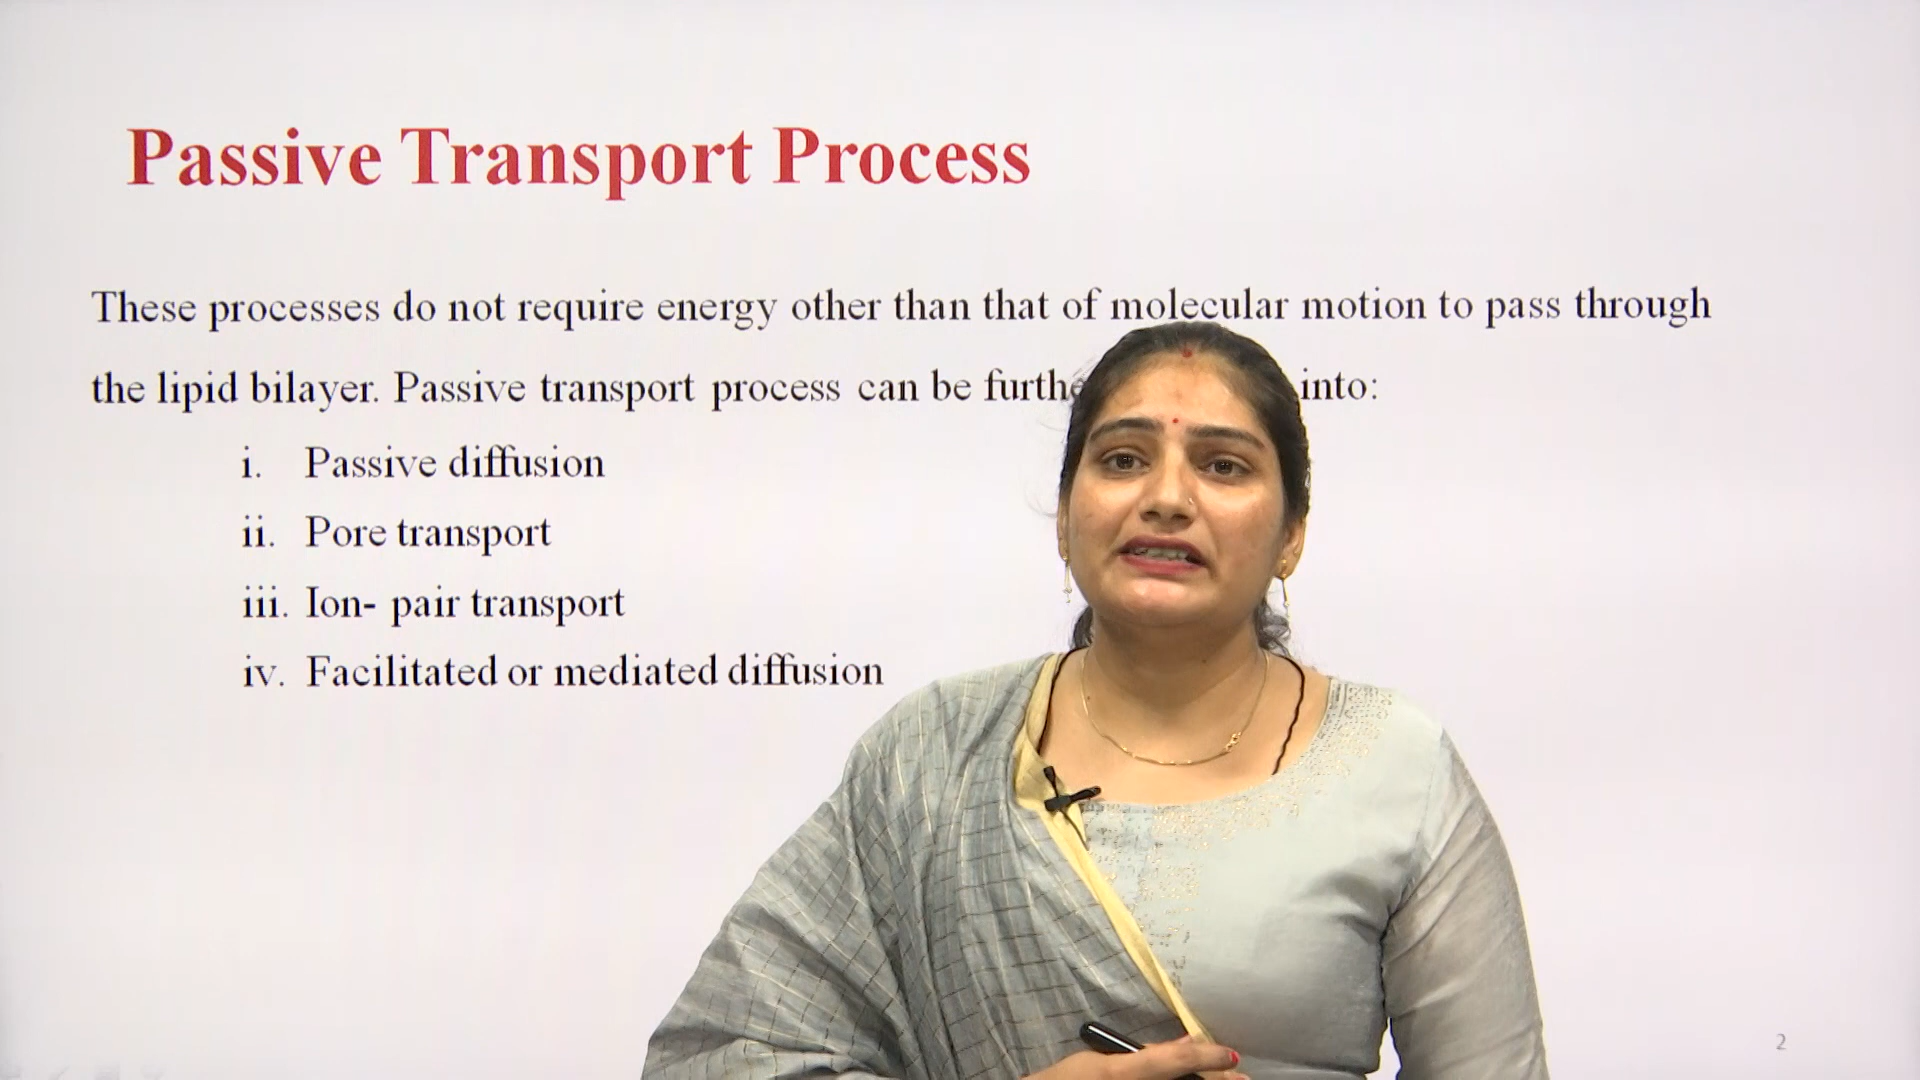 Passive Transport Process
These processes do not require energy other than that of molecular motion to pass through
the lipid bilayer. Passive transport process can be into:
i. Passive diffusion
ii. Pore transport
iii. Ion- pair transport
iv. Facilitated or mediated diffusion
2